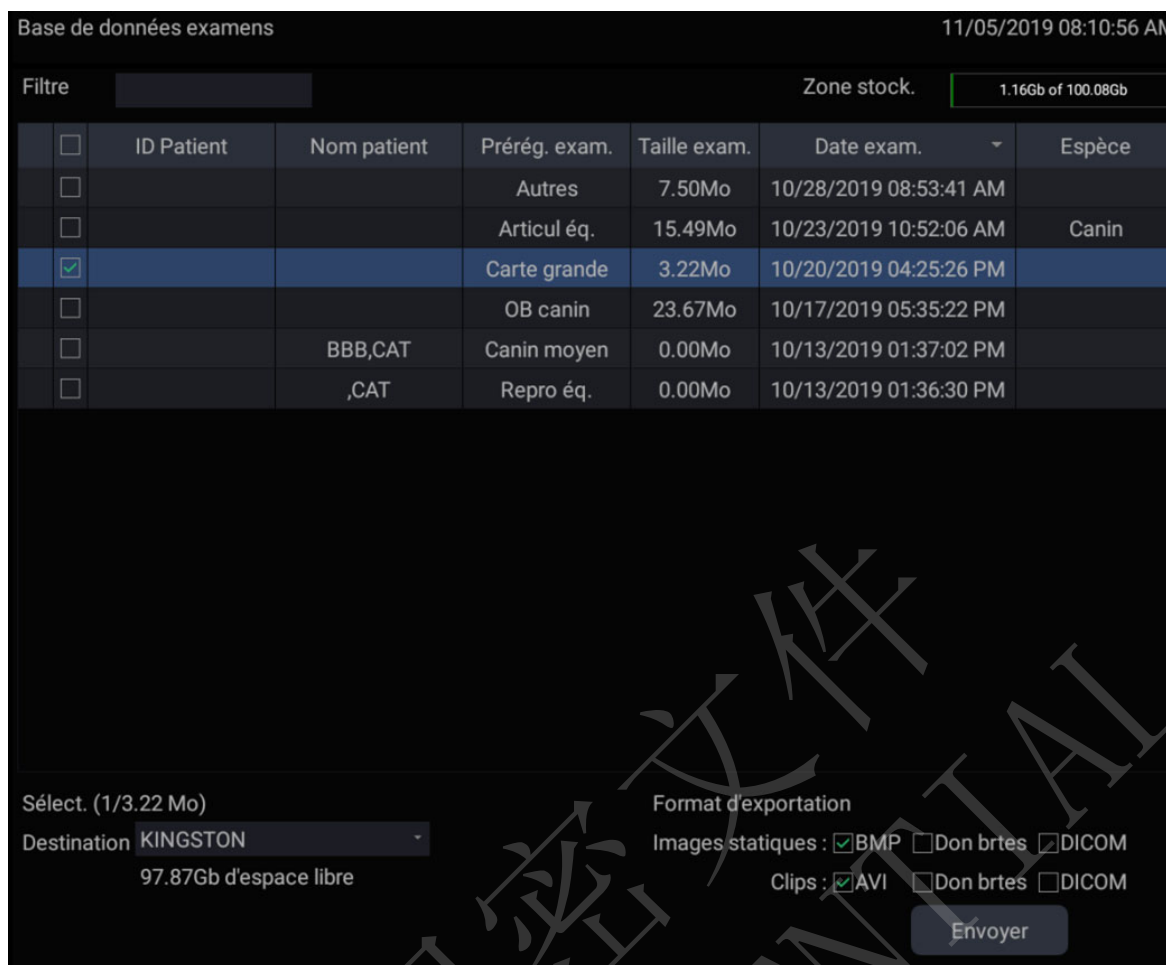 Base de données examens 11/05/2019 08:10:56 AM
Filtre Zone stock. 1.16Gb of 100.08Gb
ID Patient Nom patient Prérég. exam. Taille exam. Date exam. Espèce
Autres 7.50Mo 10/28/2019 08:53:41 AM
Articul éq. 15.49Mo 10/23/2019 10:52:06 AM Canin
Carte grande 3.22Mo 10/20/2019 04:25:26 PM
OB canin 23.67Mo 10/17/2019 05:35:22 PM
BBB,CAT Canin moyen 0.00Mo 10/13/2019 01:37:02 PM
,CAT Repro éq. 0.00Mo 10/13/2019 01:36:30 PM
Sélect. (1/3.22 Mo) Format d'exportation
Destination KINGSTON Images statiques : BMP Don brtes DICOM
97.87Gb d'espace libre Clips : AVI Don brtes DICOM
Envoyer
密文件
NTIAL